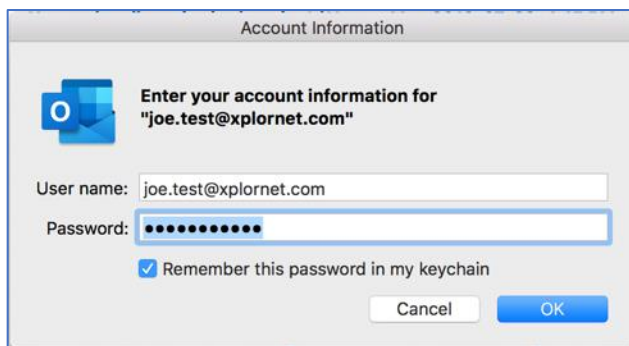 Account Information
Enter your account information for
"joe.test@xplornet.com"
User name: joe.test@xplornet.com
Password: •••••••••••
Remember this password in my keychain
Cancel OK